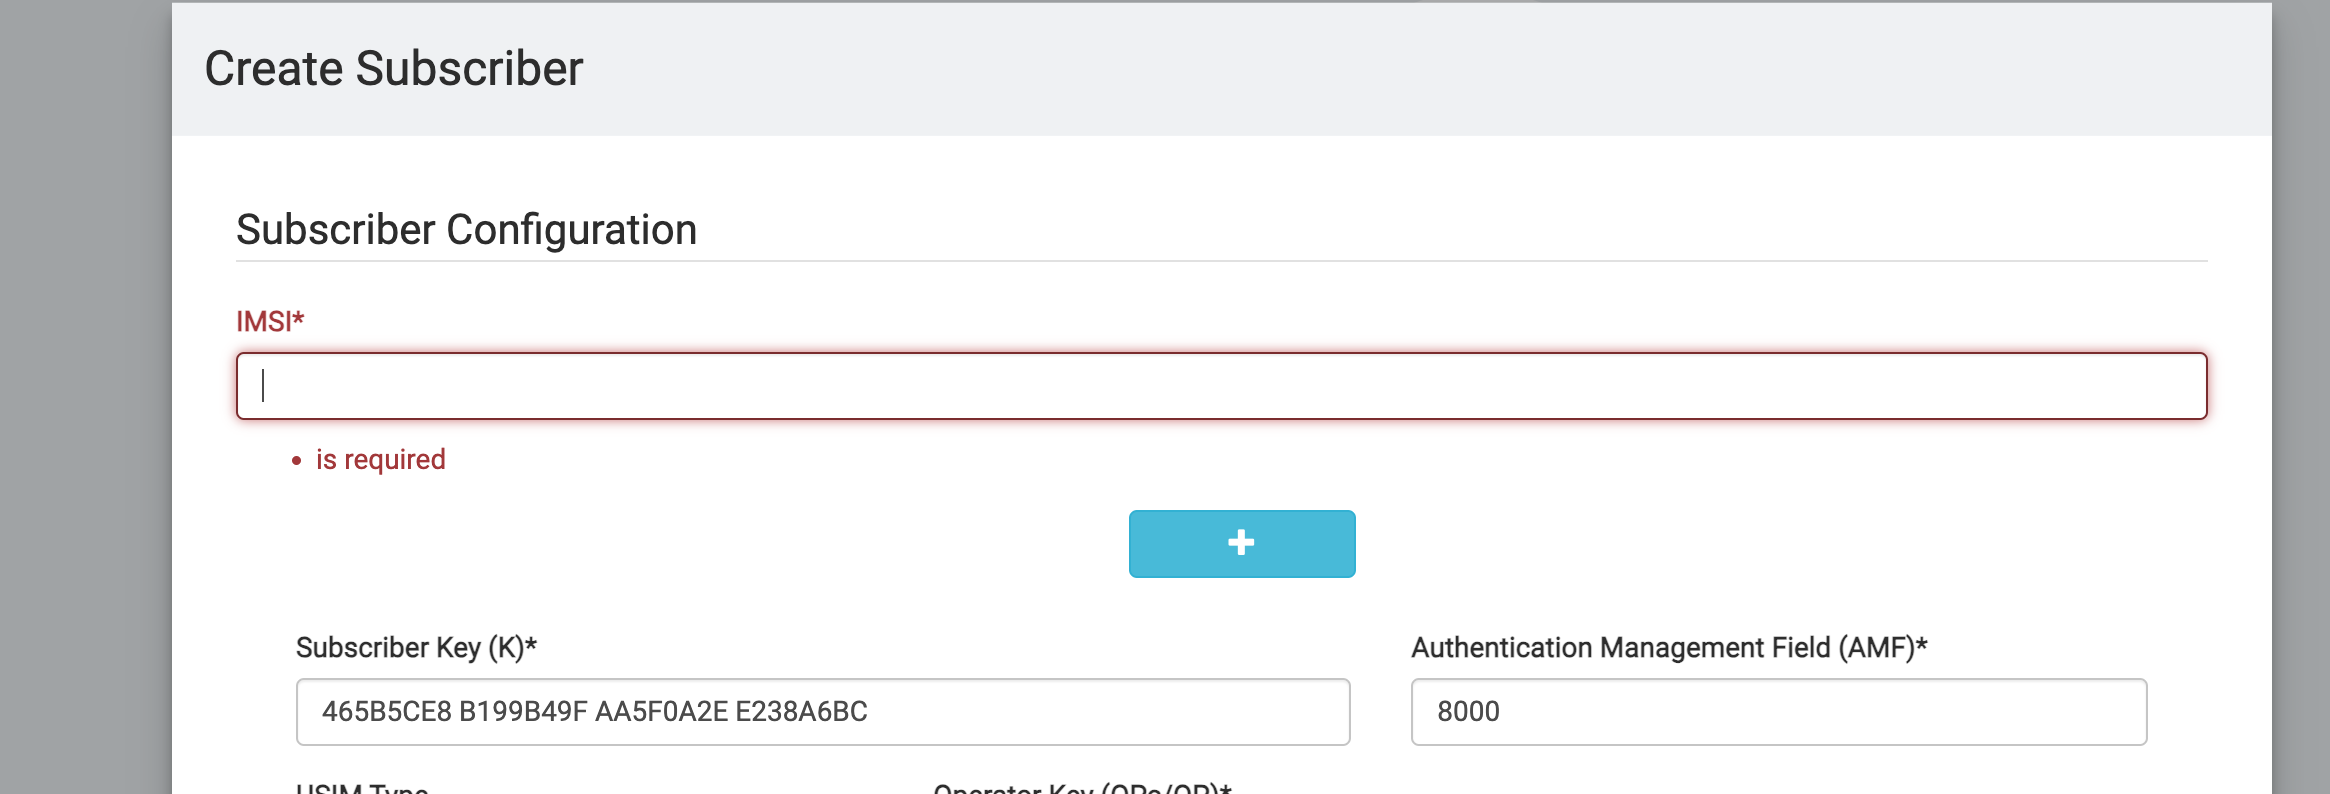 Create Subscriber
Subscriber Configuration
IMSI*
• is required
Subscriber Key (K)* Authentication Management Field (AMF)*
465B5CE8 B199B49F AA5F0A2E E238A6BC 8000
USIM Type Operator Key (OPc/OP)*